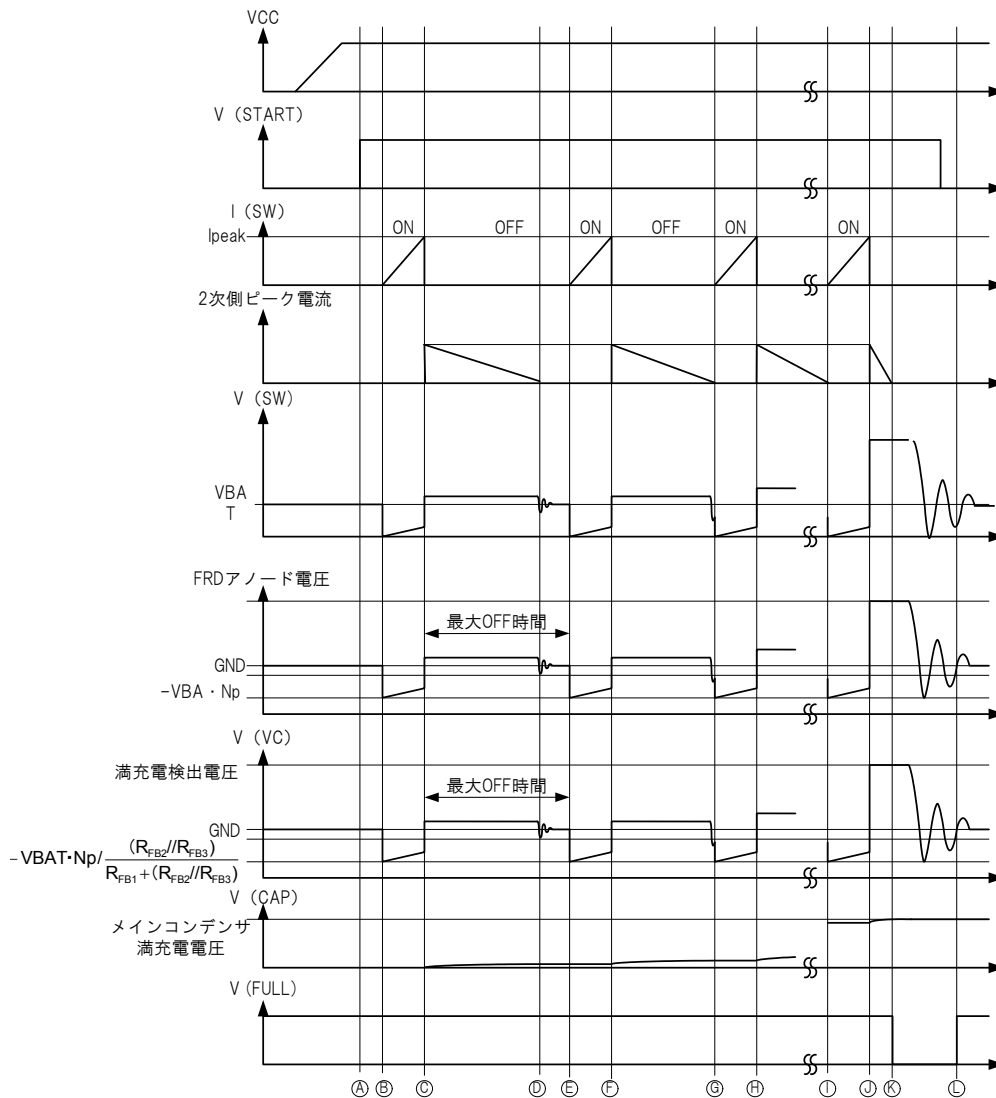 VCC
V (START)
I (SW)
Ipeak
ON
OFF
ON
OFF
ON
ON
2次側ピーク電流
V (SW)
VBA
T
FRDアノード電圧
最大OFF時間
GND
-VBA・Np
V (VC)
満充電検出電圧
最大OFF時間
GND
-VBAT・Np/ (RFB2//RFB3)
RFB1+(RFB2//RFB3)
V (CAP)
メインコンデンサ
満充電電圧
V (FULL)
Ⓐ Ⓑ Ⓒ Ⓓ Ⓔ Ⓕ Ⓖ Ⓗ Ⓘ Ⓙ Ⓚ Ⓛ